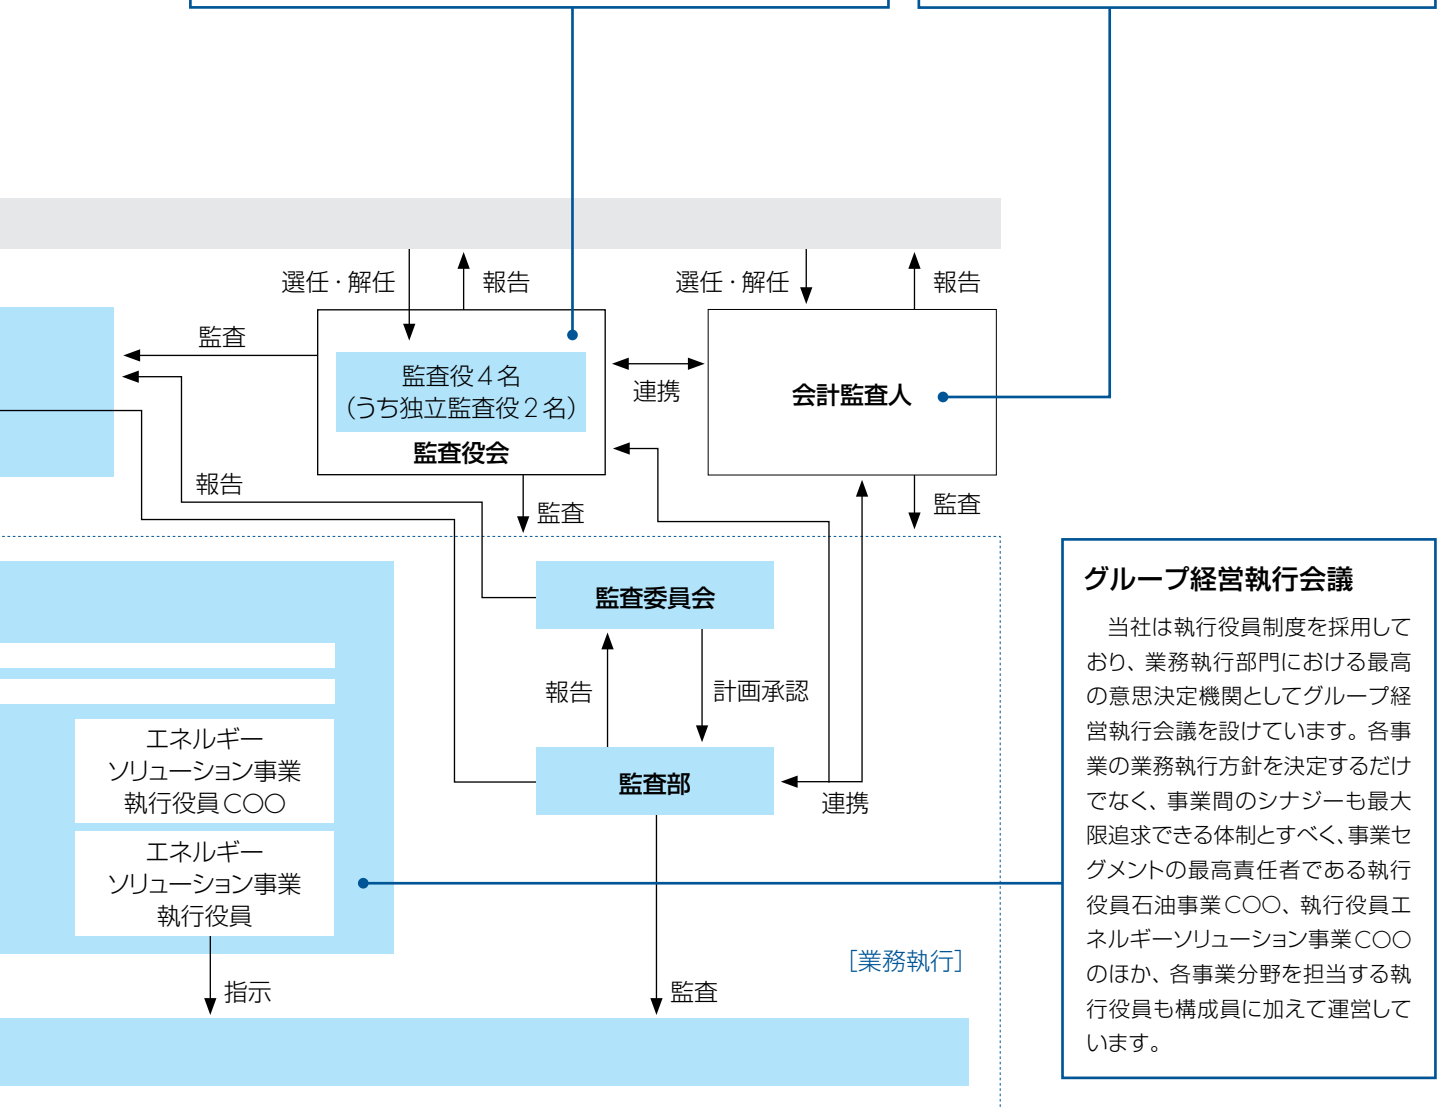 選任・解任
報告
選任・解任
報告
監査
監査役4名
（うち独立監査役2名）
監査役会
連携
会計監査人
報告
監査
監査
監査委員会
報告
計画承認
監査部
連携
エネルギー
ソリューション事業
執行役員COO
エネルギー
ソリューション事業
執行役員
指示
監査
［業務執行］
グループ経営執行会議
当社は執行役員制度を採用して
おり、業務執行部門における最高
の意思決定機関としてグループ経
営執行会議を設けています。各事
業の業務執行方針を決定するだけ
でなく、事業間のシナジーも最大
限追求できる体制とすべく、事業セ
グメントの最高責任者である執行
役員石油事業COO、執行役員エ
ネルギーソリューション事業COO
のほか、各事業分野を担当する執
行役員も構成員に加えて運営して
います。